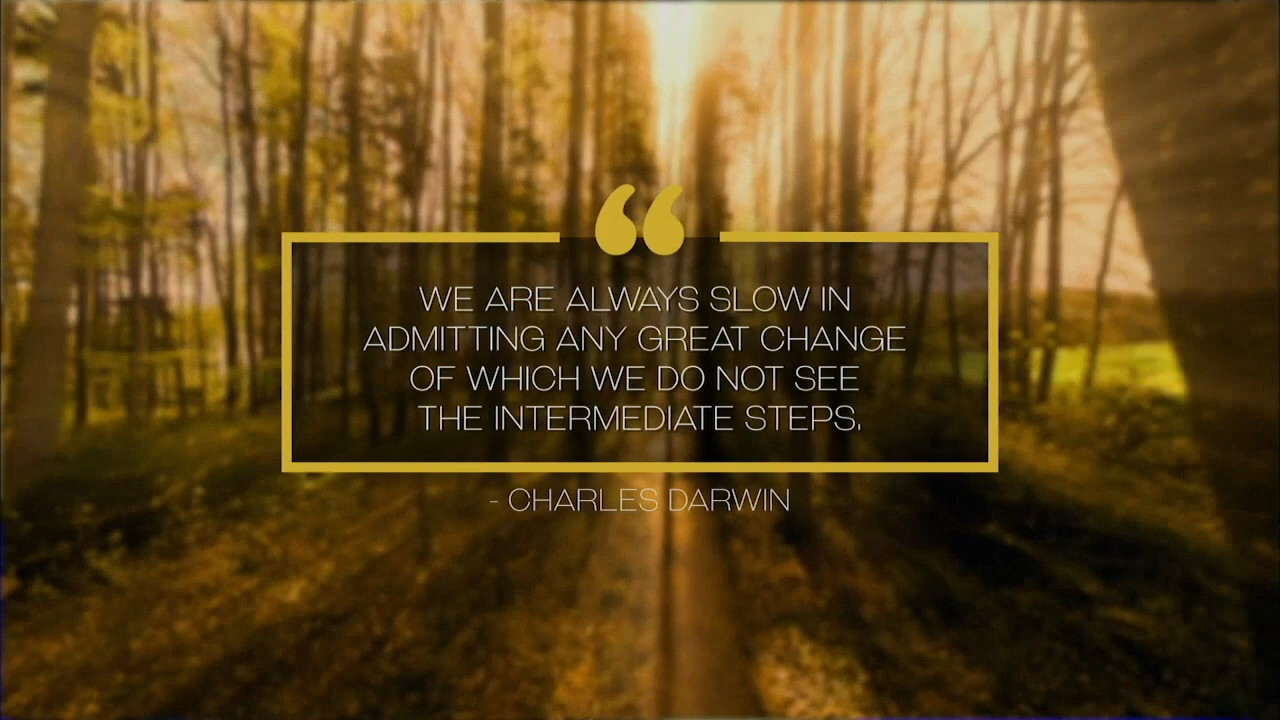 “
WE ARE ALWAYS SLOW IN
ADMITTING ANY GREAT CHANGE
OF WHICH WE DO NOT SEE
THE INTERMEDIATE STEPS.
- CHARLES DARWIN